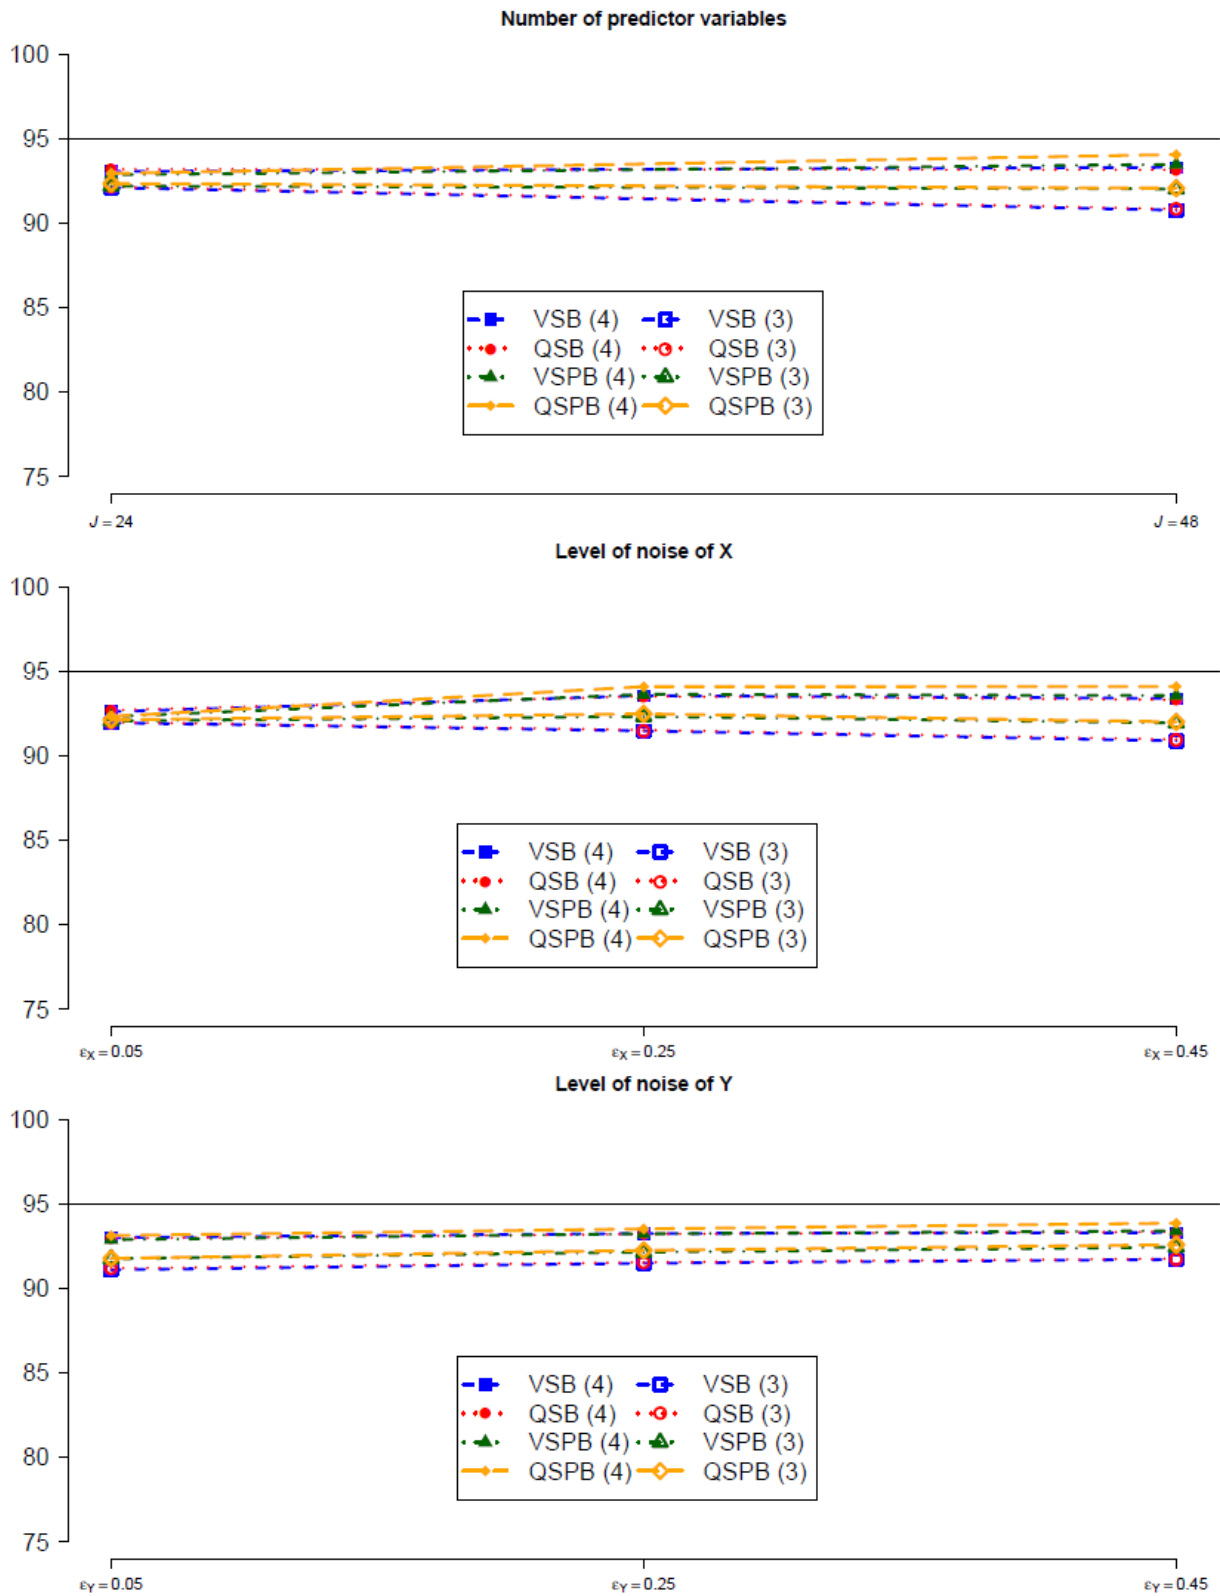 Number of predictor variables
100
95
90
85
80
75
VSB (4) VSB (3)
QSB (4) QSB (3)
VSPB (4) VSPB (3)
QSPB (4) QSPB (3)
J = 24 J = 48
Level of noise of X
100
95
90
85
80
75
VSB (4) VSB (3)
QSB (4) QSB (3)
VSPB (4) VSPB (3)
QSPB (4) QSPB (3)
εX = 0.05 εX = 0.25 εX = 0.45
Level of noise of Y
100
95
90
85
80
75
VSB (4) VSB (3)
QSB (4) QSB (3)
VSPB (4) VSPB (3)
QSPB (4) QSPB (3)
εY = 0.05 εY = 0.25 εY = 0.45